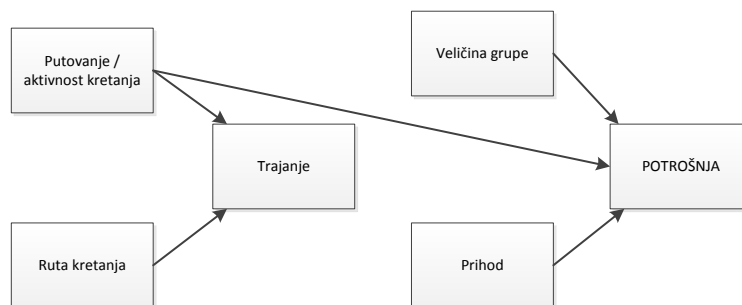 Putovanje /
aktivnost kretanja
Veličina grupe
Trajanje
POTROŠNJA
Ruta kretanja
Prihod